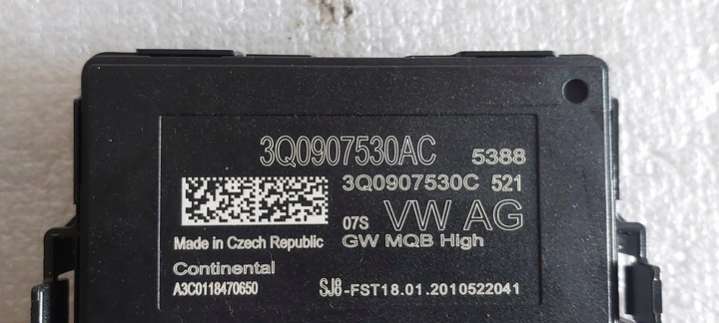 3Q0907530AC 5388
3Q0907530C 521
07S VW AG
Made in Czech Republic GW MQB High
Continental
A3C0118470650 SJ8-FST18.01.2010522041